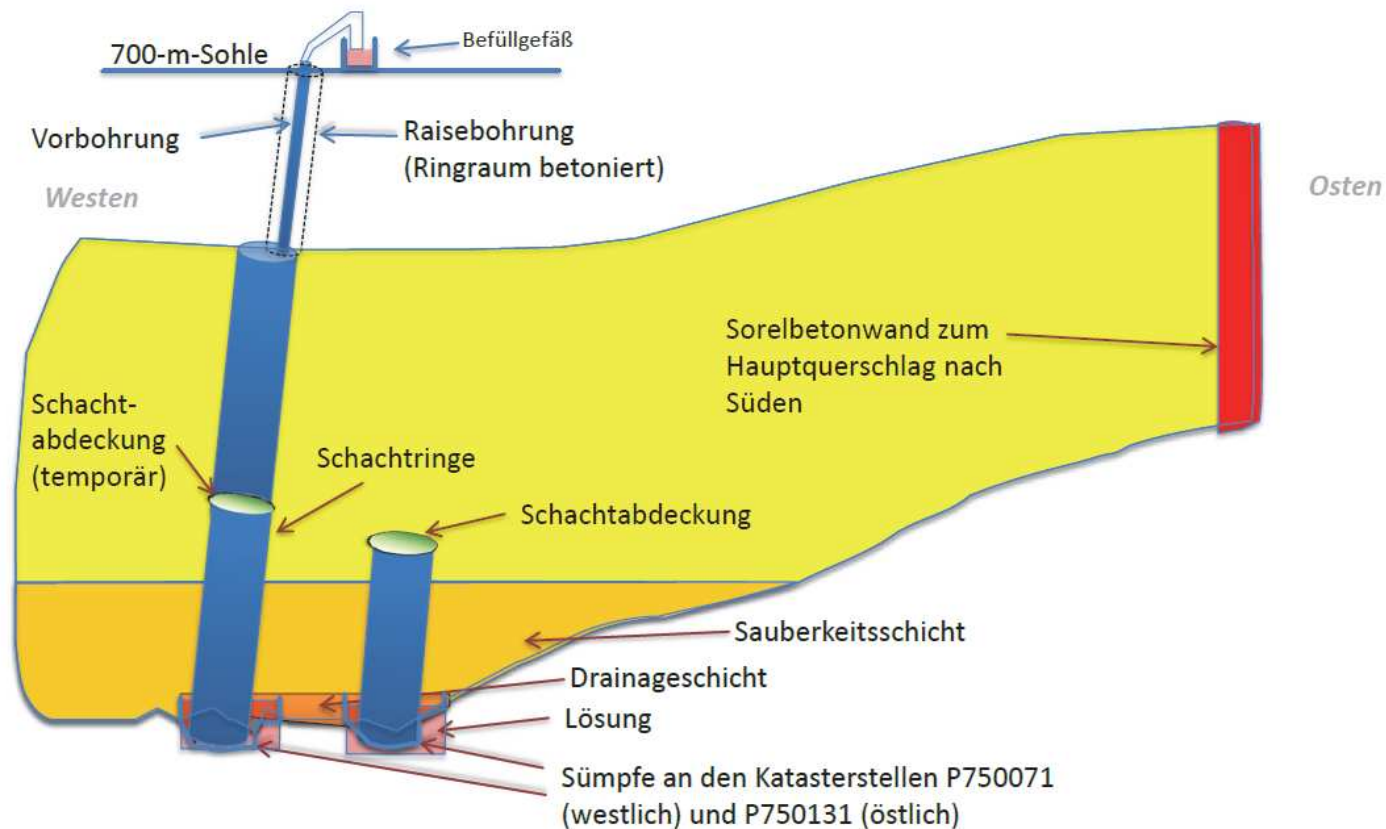 Befüllgefäß
700-m-Sohle
Vorbohrung
Raisebohrung
(Ringraum betoniert)
Westen
Osten
Sorelbetonwand zum
Hauptquerschlag nach
Süden
Schacht-
abdeckung
(temporär)
Schachtringe
Schachtabdeckung
Sauberkeitsschicht
Drainageschicht
Lösung
Sümpfe an den Katasterstellen P750071
(westlich) und P750131 (östlich)